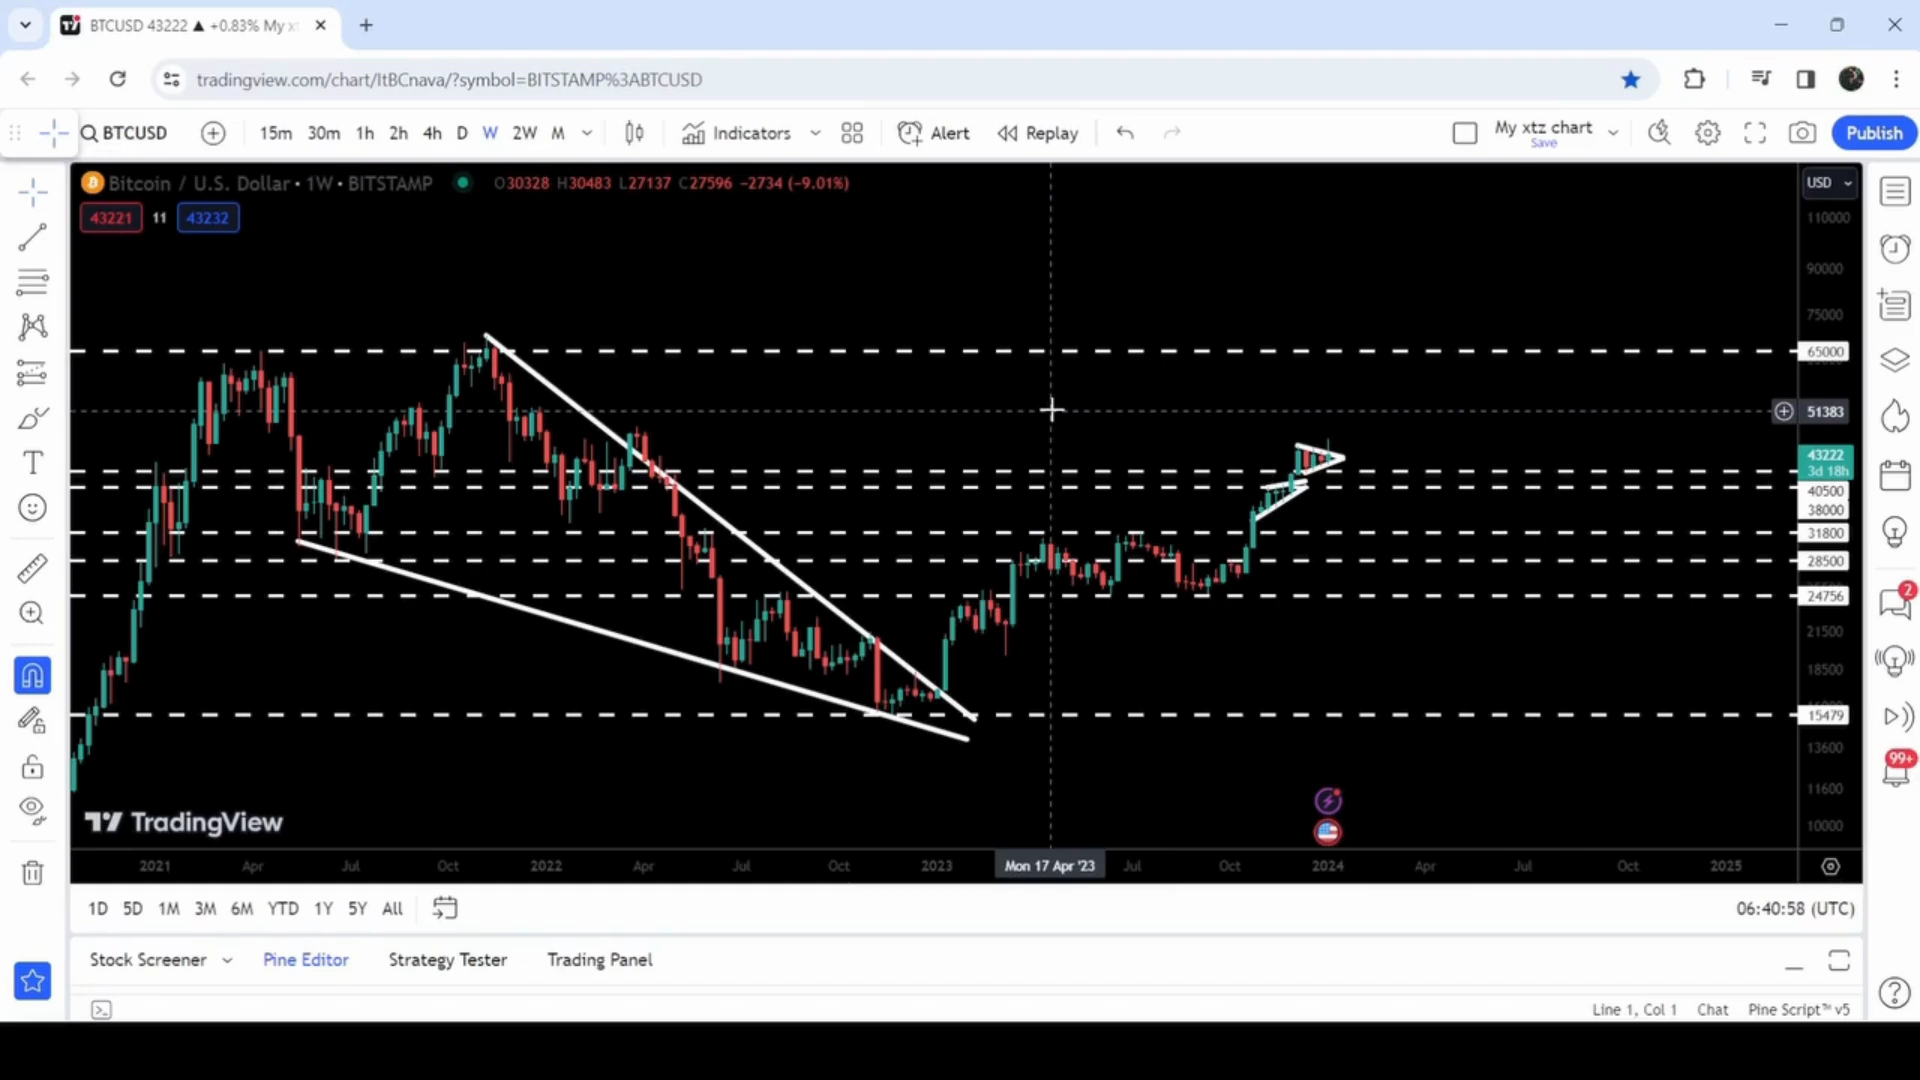 BTCUSD 43222 ▲ +0.83% My xt
tradingview.com/chart/ItBCnava/?symbol=BITSTAMP%3ABTCUSD
BTCUSD 15m 30m 1h 2h 4h D W 2W M Indicators Alert Replay My xtz chart Save Publish
Bitcoin / U.S. Dollar • 1W • BITSTAMP O30328 H30483 L27137 C27596 −2734 (−9.01%) USD
43221 11 43232
110000
90000
75000
65000
51383
43222
3d 18h
40500
38000
31800
28500
24756
21500
18500
15479
13600
11600
10000
2
99+
TradingView
2021 Apr Jul Oct 2022 Apr Jul Oct 2023 Mon 17 Apr '23 Jul Oct 2024 Apr Jul Oct 2025
1D 5D 1M 3M 6M YTD 1Y 5Y All 06:40:58 (UTC)
Stock Screener Pine Editor Strategy Tester Trading Panel
Line 1, Col 1 Chat Pine Script™ v5